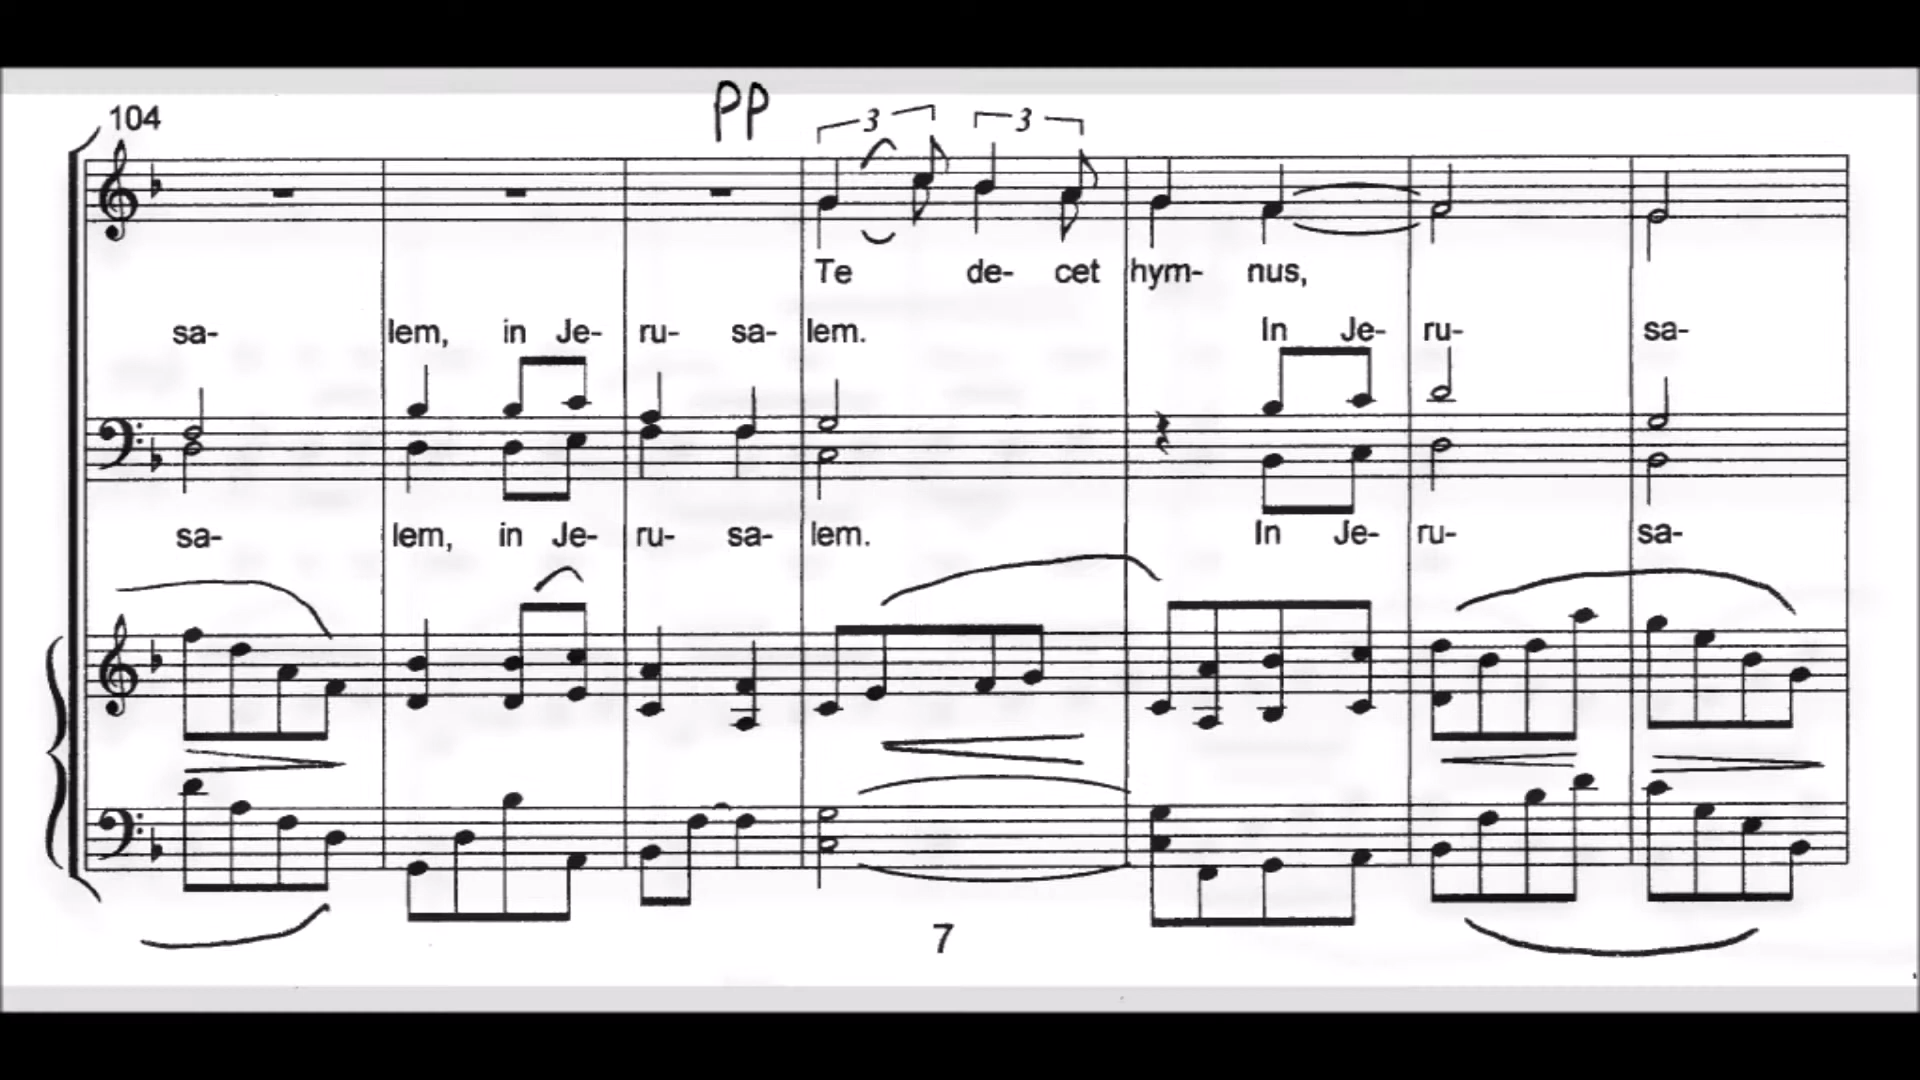 104
PP
3 3
Te de- cet hym- nus,
sa- lem, in Je- ru- sa- lem. In Je- ru- sa-
sa- lem, in Je- ru- sa- lem. In Je- ru- sa-
7